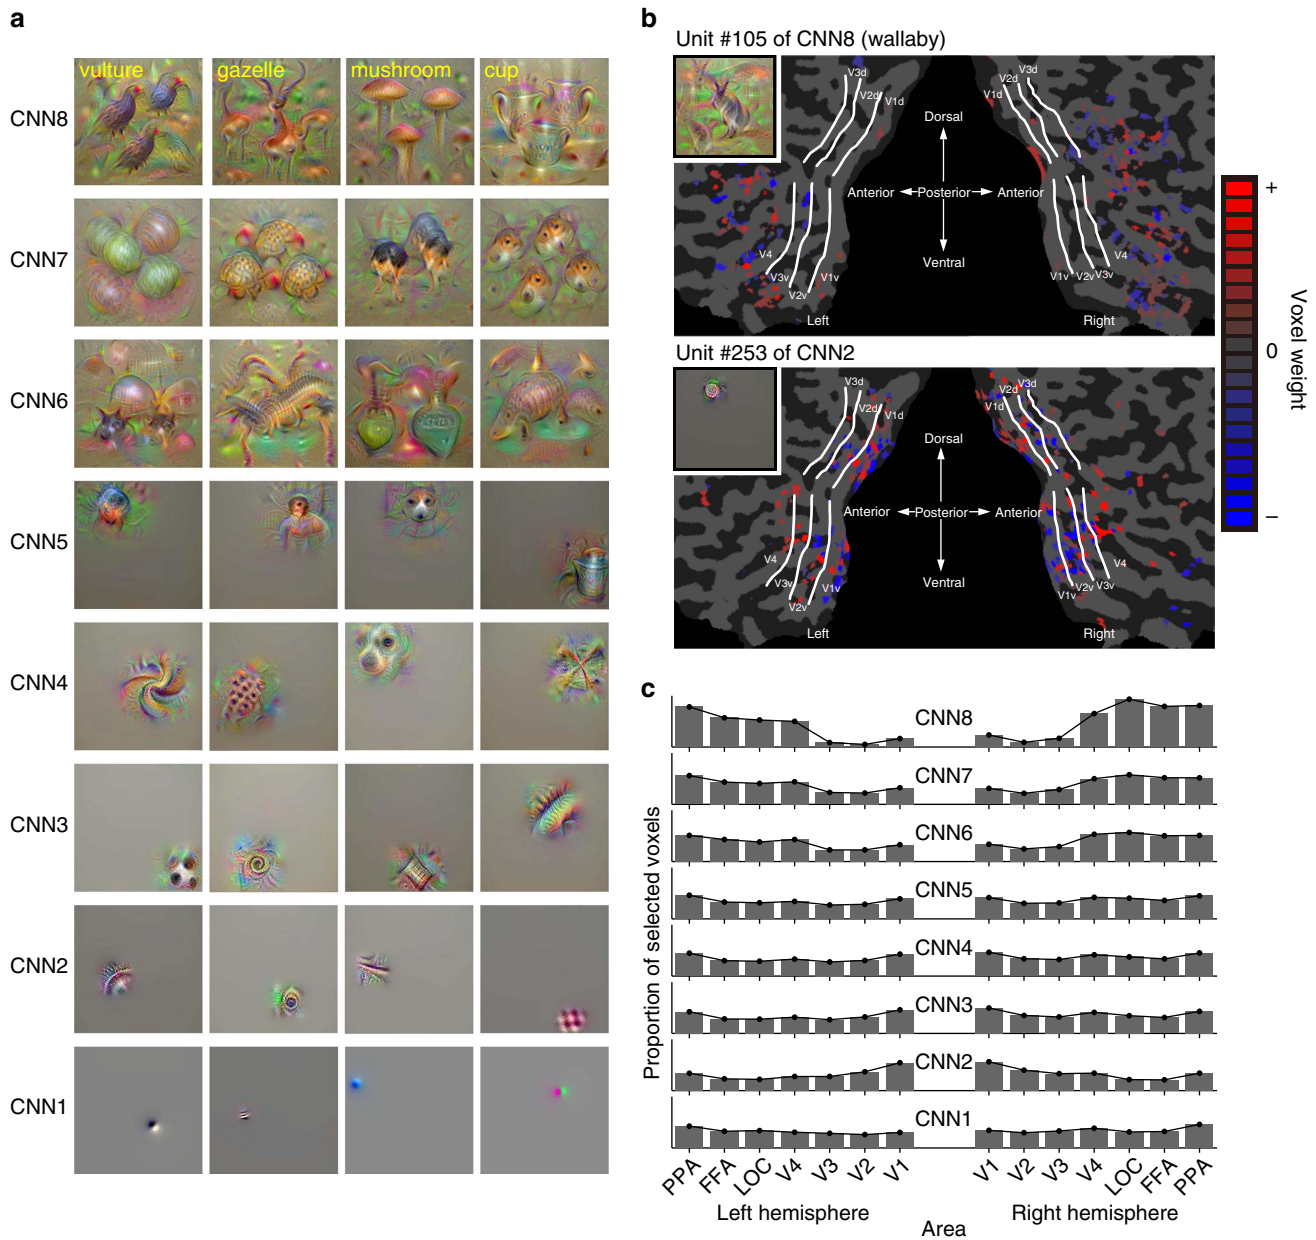 a
vulture gazelle mushroom cup
CNN8
CNN7
CNN6
CNN5
CNN4
CNN3
CNN2
CNN1
b
Unit #105 of CNN8 (wallaby)
V3d
V2d
V1d
V4
V3v
V2v
V1v
Left
Dorsal
Anterior Posterior Anterior
Ventral
V3d
V2d
V1d
V4
V3v
V2v
V1v
Right
Unit #253 of CNN2
V3d
V2d
V1d
V4
V3v
V2v
V1v
Left
Dorsal
Anterior Posterior Anterior
Ventral
V3d
V2d
V1d
V4
V3v
V2v
V1v
Right
+
0
–
Voxel weight
c
Proportion of selected voxels
CNN8
CNN7
CNN6
CNN5
CNN4
CNN3
CNN2
CNN1
PPA FFA LOC V4 V3 V2 V1 V1 V2 V3 V4 LOC FFA PPA
Left hemisphere Right hemisphere
Area